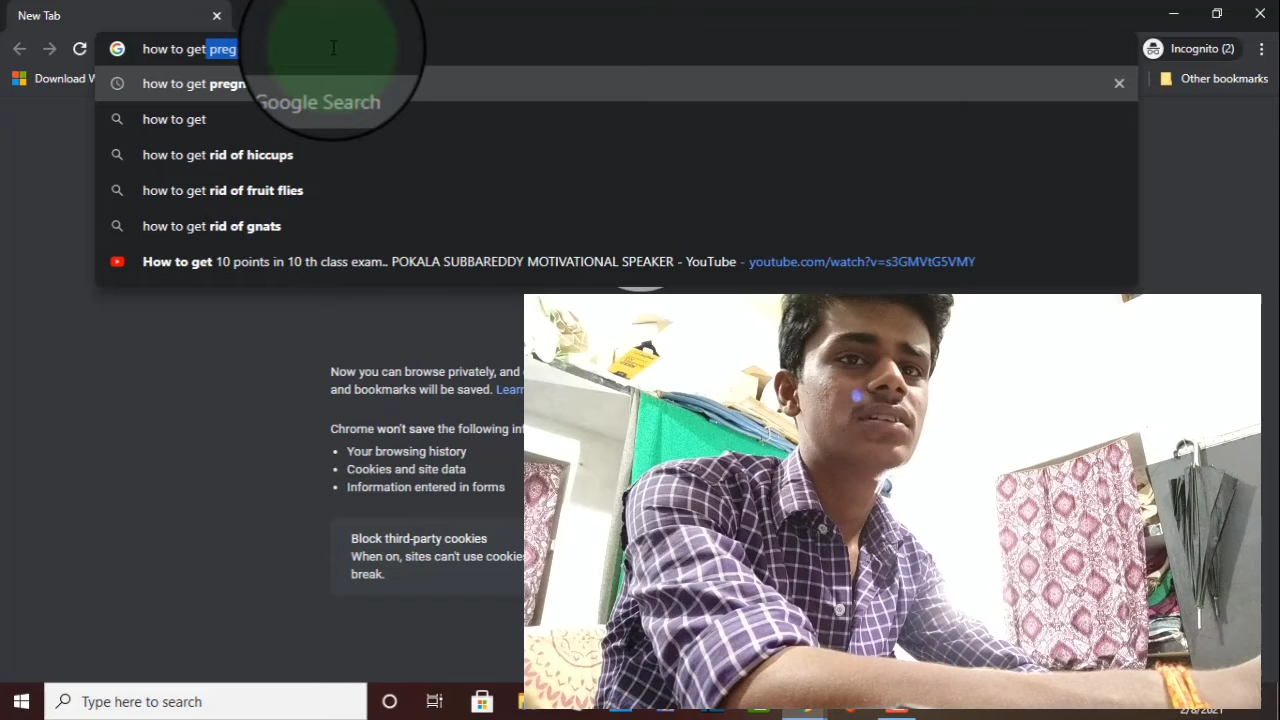 New Tab
how to get preg
Incognito (2)
Download
Other bookmarks
how to get pregn
Google Search
how to get
how to get rid of hiccups
how to get rid of fruit flies
how to get rid of gnats
How to get 10 points in 10 th class exam.. POKALA SUBBAREDDY MOTIVATIONAL SPEAKER - YouTube - youtube.com/watch?v=s3GMVtG5VMY
Now you can browse privately, and
and bookmarks will be saved. Learn
Chrome won't save the following
• Your browsing history
• Cookies and site data
• Information entered in forms
Block third-party cookies
When on, sites can't use cookies
break.
Type here to search
2/8/2021